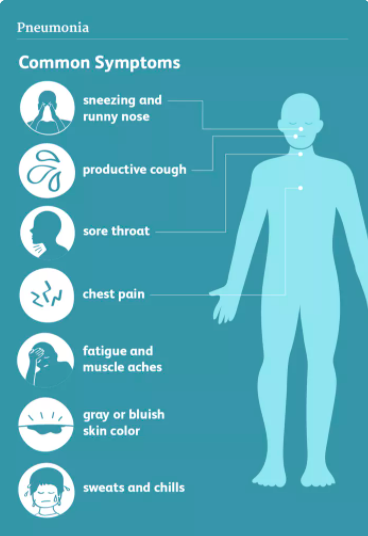 Pneumonia
Common Symptoms
sneezing and
runny nose
productive cough
sore throat
chest pain
fatigue and
muscle aches
gray or bluish
skin color
sweats and chills